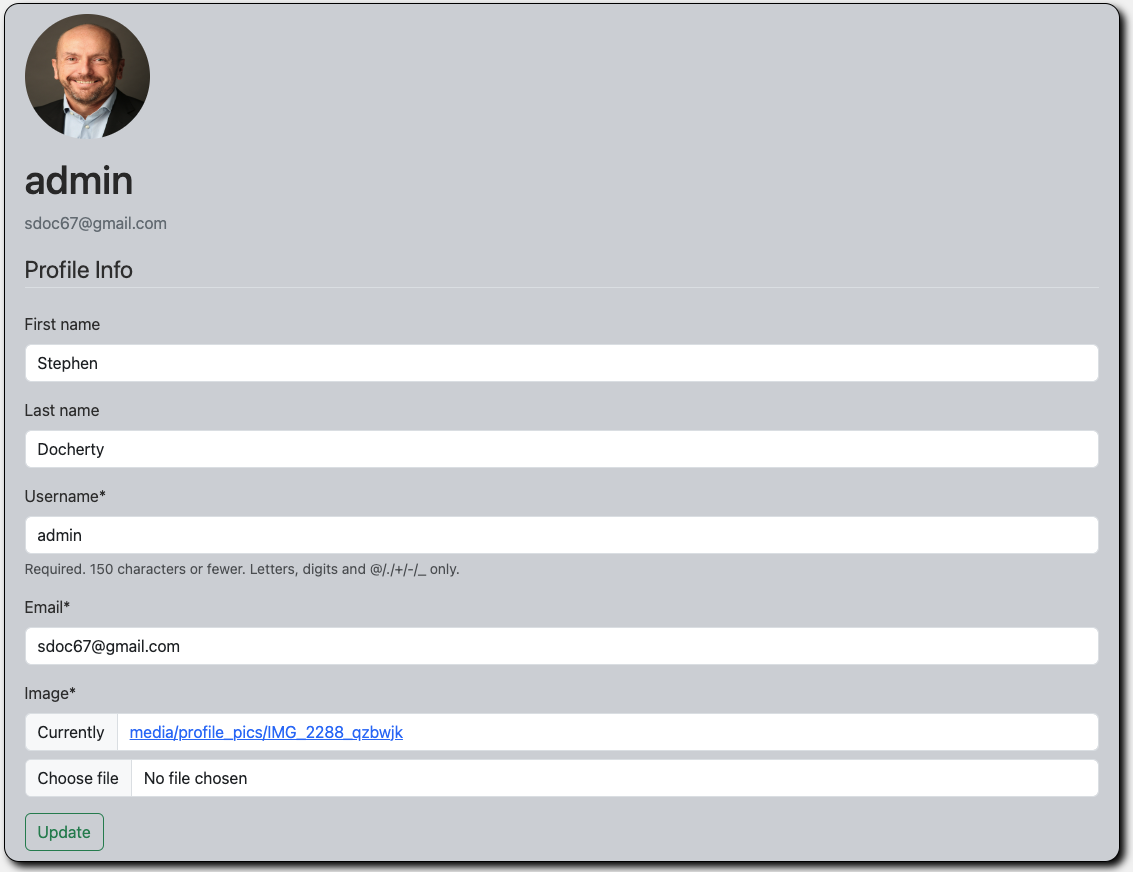 admin
sdoc67@gmail.com
Profile Info
First name
Stephen
Last name
Docherty
Username*
admin
Required. 150 characters or fewer. Letters, digits and @/./+/-/_ only.
Email*
sdoc67@gmail.com
Image*
Currently media/profile_pics/IMG_2288_qzbwjk
Choose file No file chosen
Update